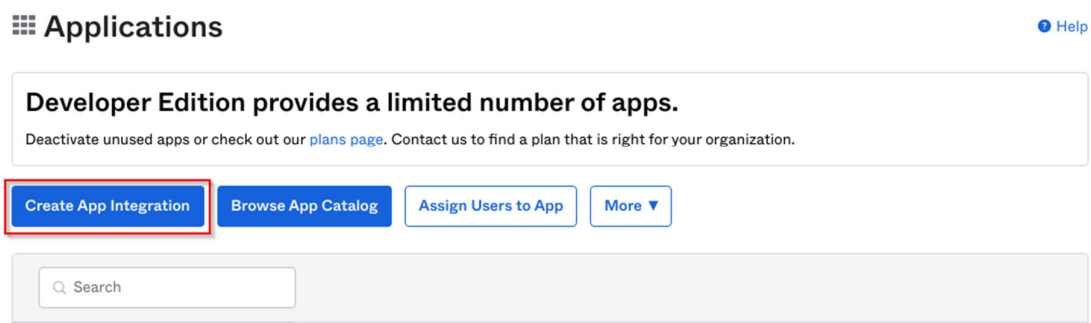 Applications
Help
Developer Edition provides a limited number of apps.
Deactivate unused apps or check out our plans page. Contact us to find a plan that is right for your organization.
Create App Integration Browse App Catalog Assign Users to App More ▼
Search